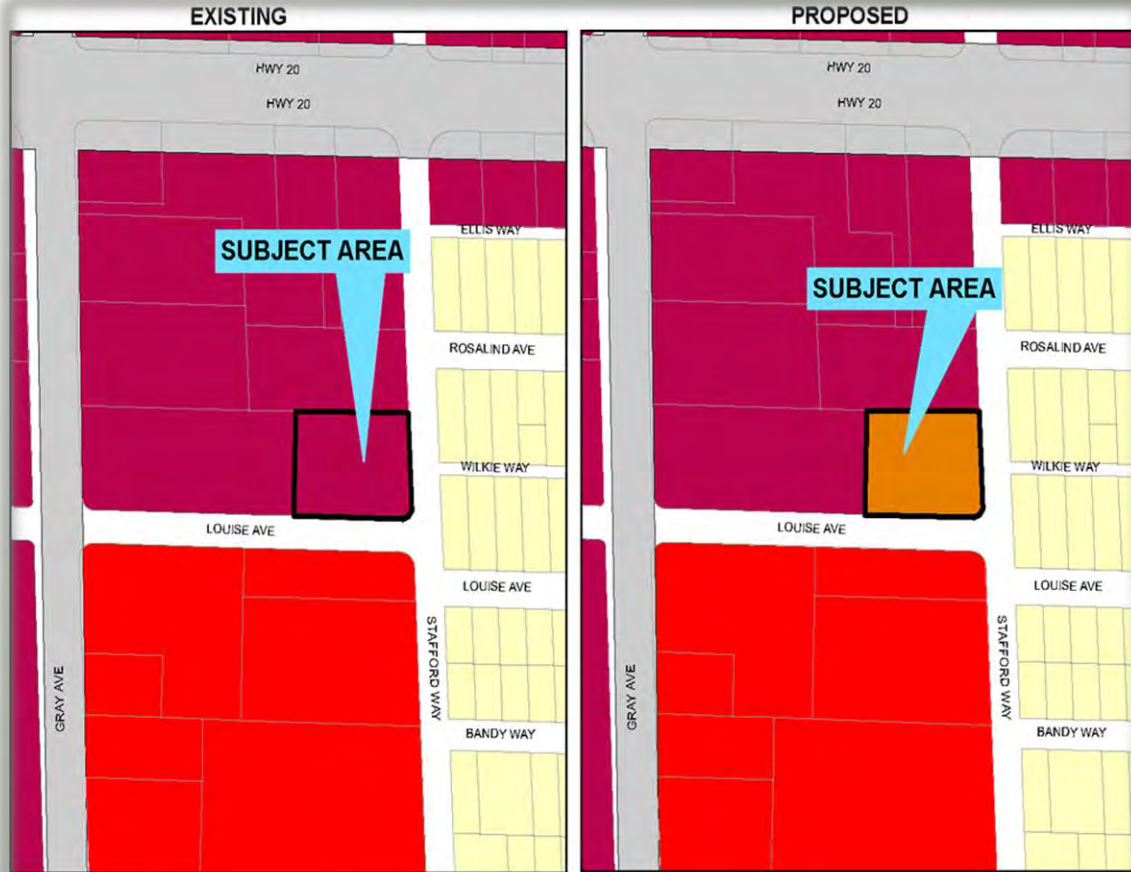 EXISTING
HWY 20
HWY 20
SUBJECT AREA
ELLIS WAY
ROSALIND AVE
WILKIE WAY
LOUISE AVE
LOUISE AVE
STAFFORD WAY
GRAY AVE
BANDY WAY
PROPOSED
HWY 20
HWY 20
ELLIS WAY
SUBJECT AREA
ROSALIND AVE
WILKIE WAY
LOUISE AVE
LOUISE AVE
STAFFORD WAY
GRAY AVE
BANDY WAY